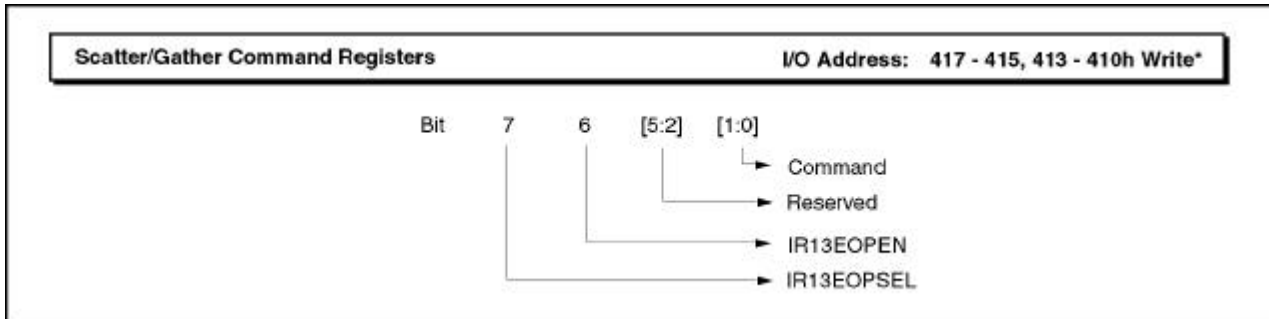 Scatter/Gather Command Registers I/O Address: 417 - 415, 413 - 410h Write*
Bit 7 6 [5:2] [1:0]
Command
Reserved
IR13EOPEN
IR13EOPSEL